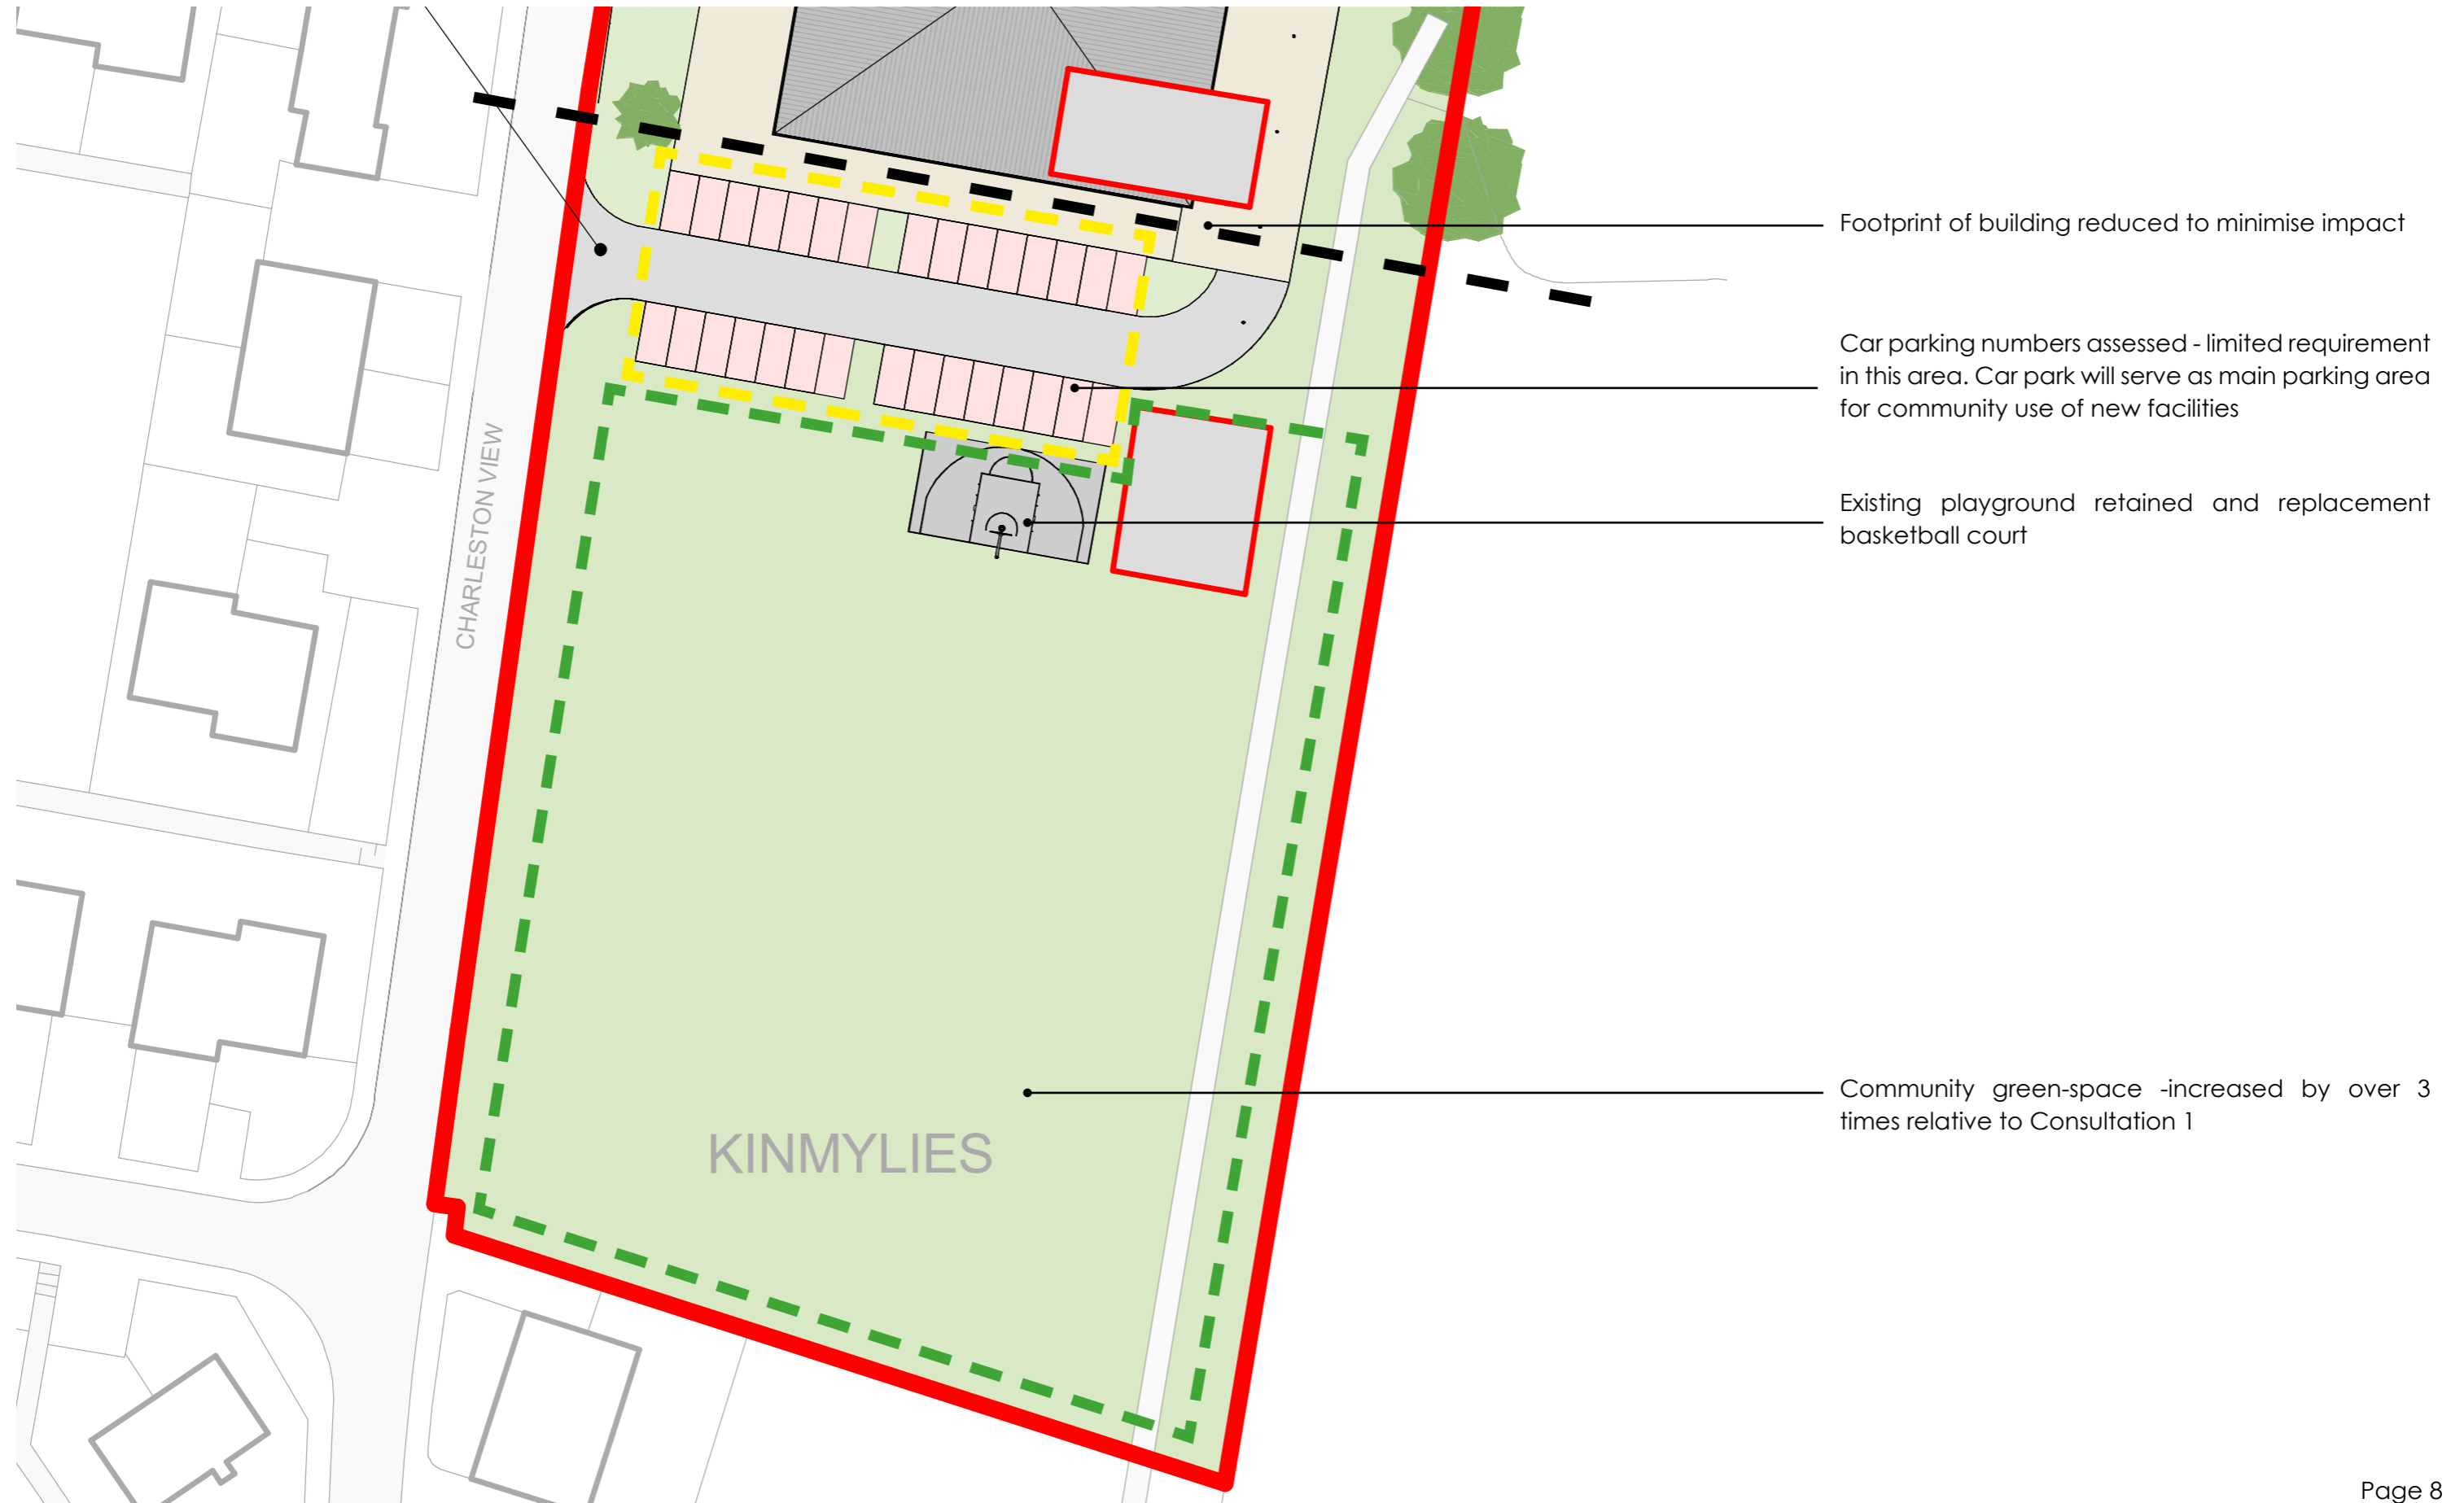 Footprint of building reduced to minimise impact
Car parking numbers assessed - limited requirement
in this area. Car park will serve as main parking area
for community use of new facilities
CHARLESTON VIEW
Existing playground retained and replacement
basketball court
Community green-space -increased by over 3
times relative to Consultation 1
KINMYLIES
Page 8